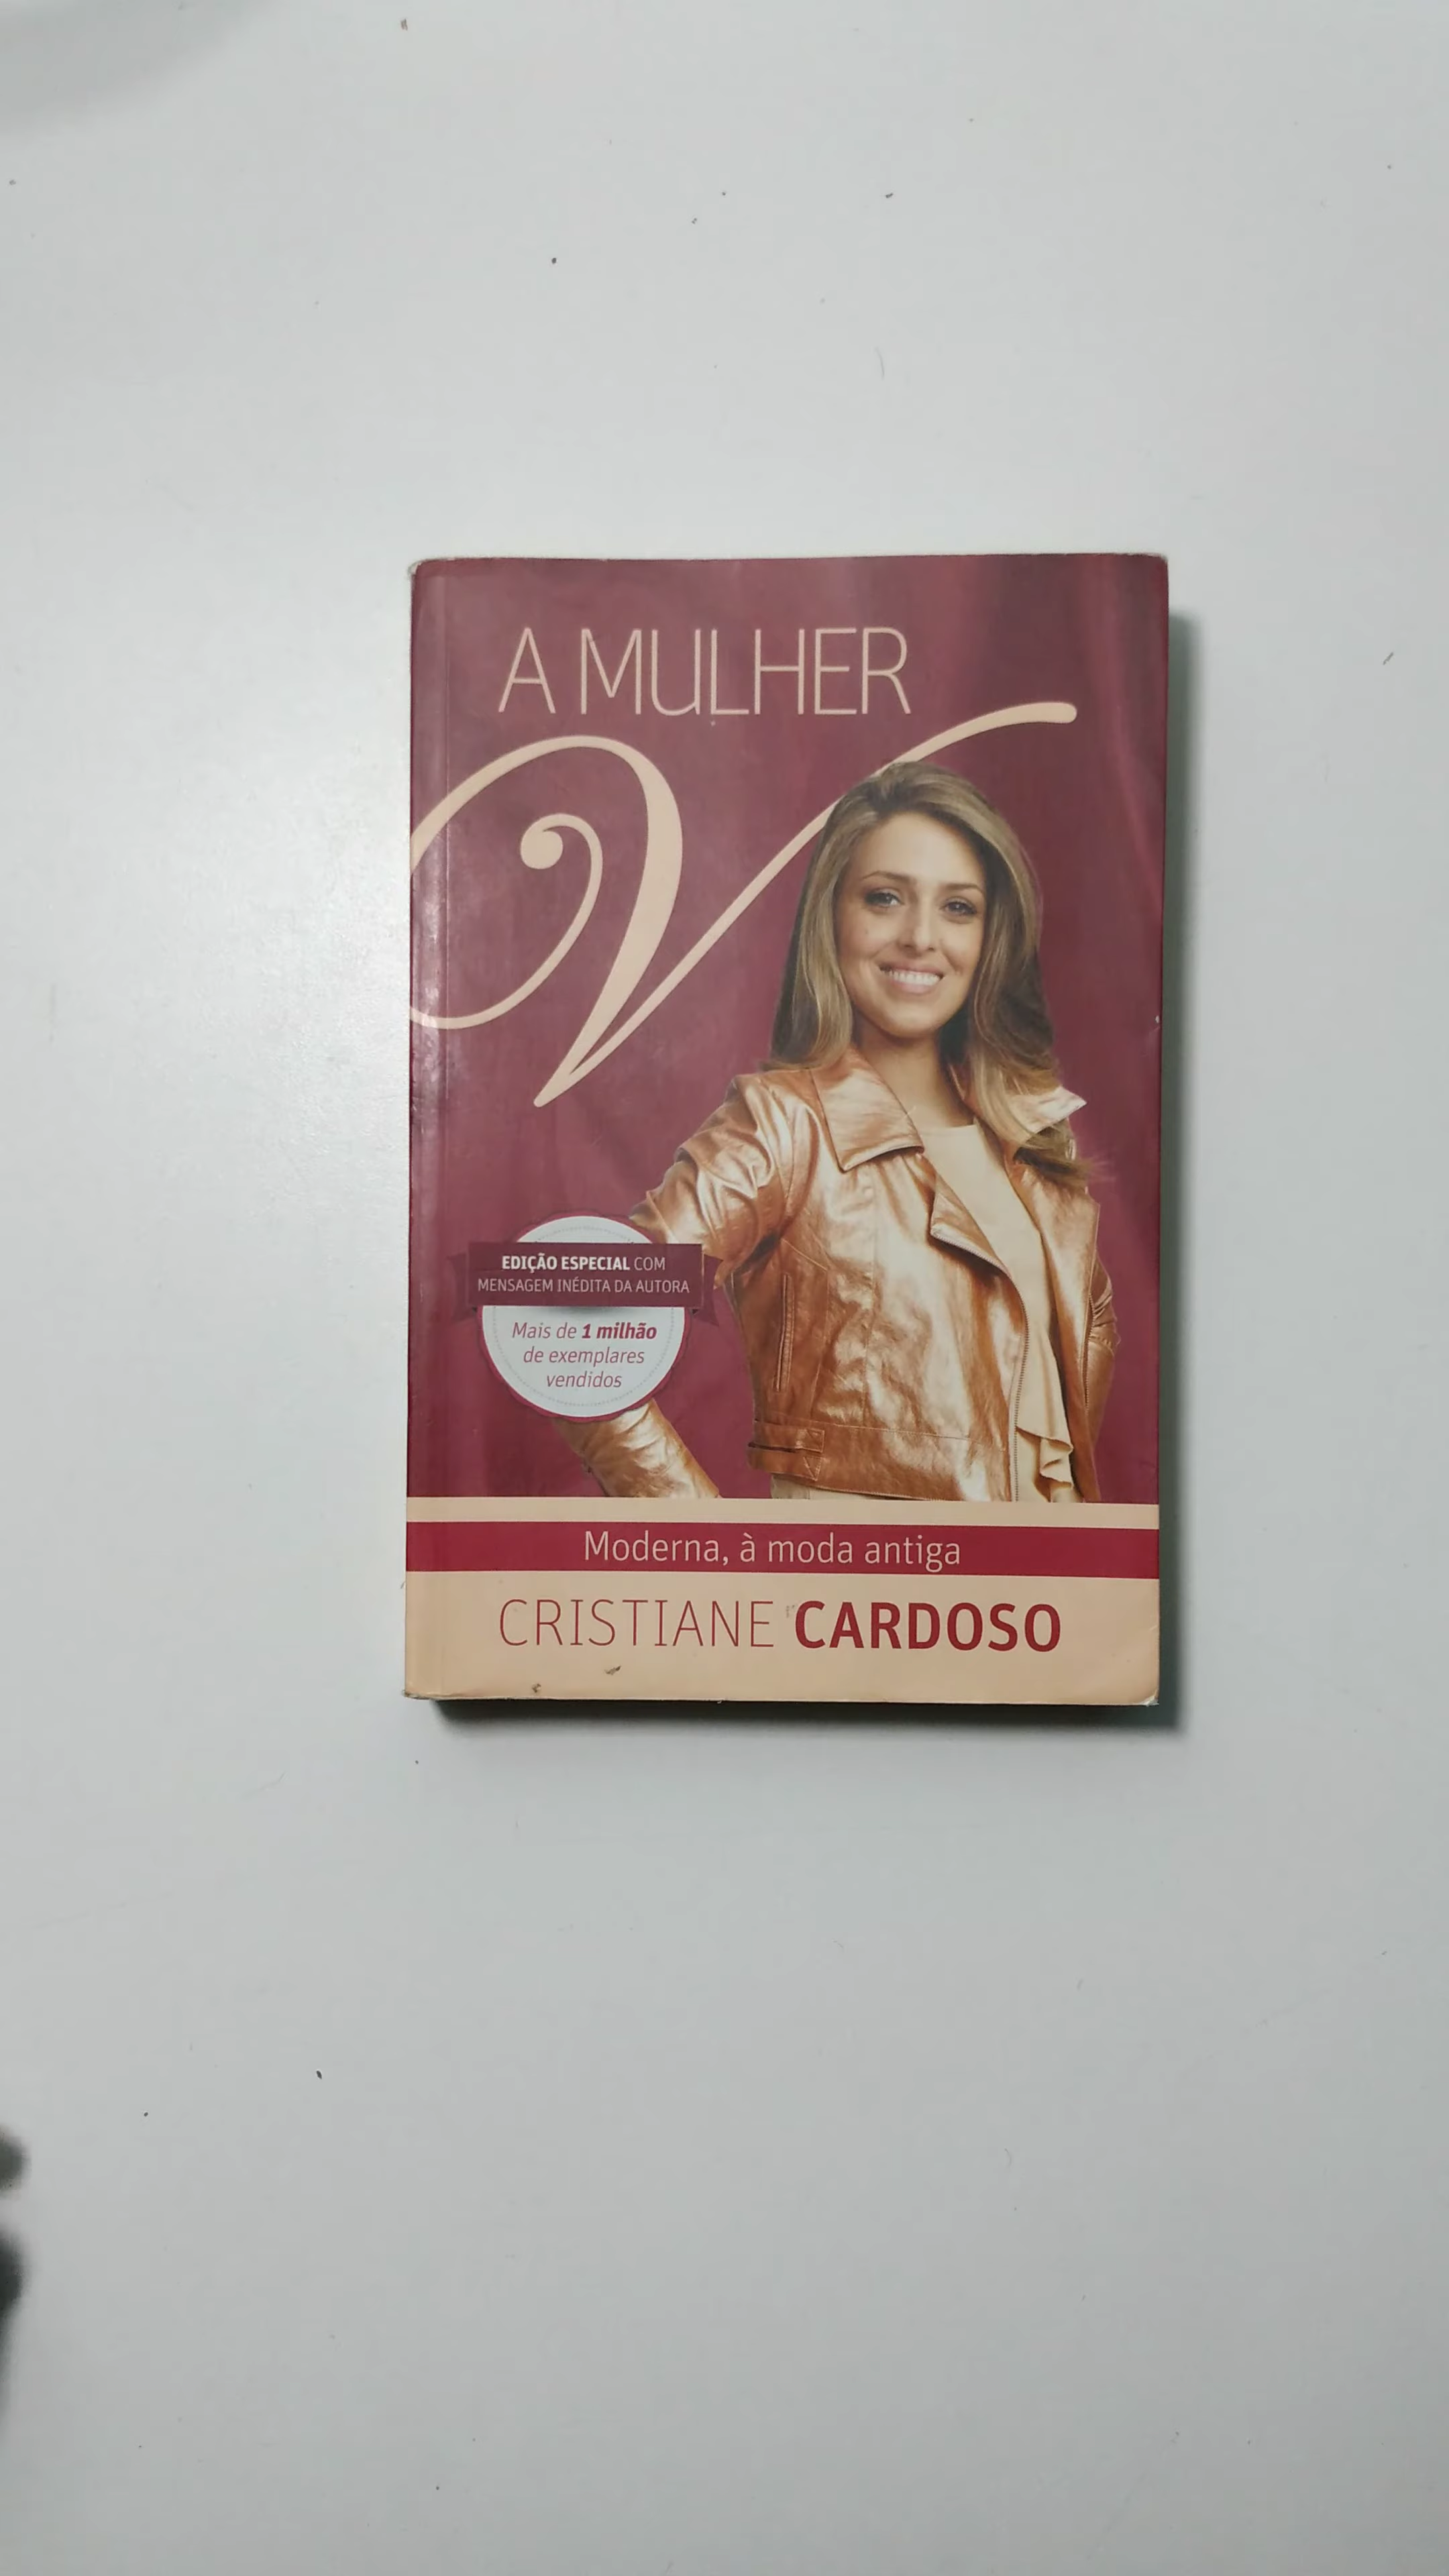 A MULHER
V
EDIÇÃO ESPECIAL COM
MENSAGEM INÉDITA DA AUTORA
Mais de 1 milhão
de exemplares
vendidos
Moderna, à moda antiga
CRISTIANE CARDOSO